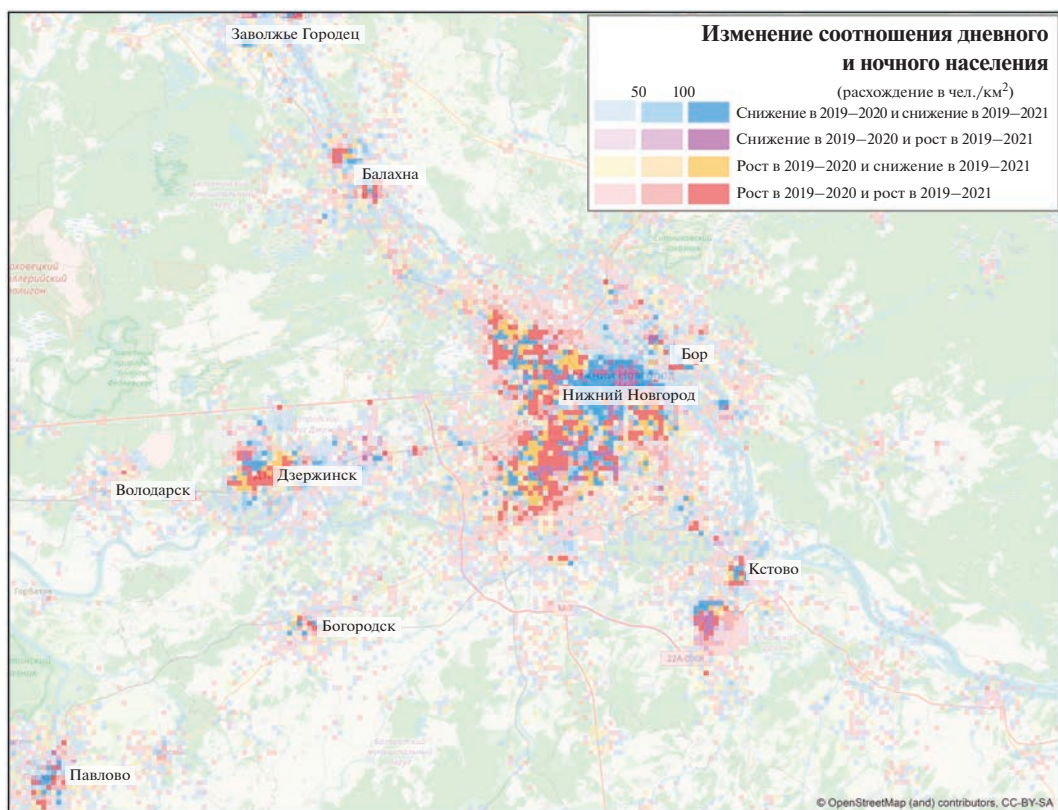 Заволжье Городец
Изменение соотношения дневного
и ночного населения
(расхождение в чел./км²)
50 100
Снижение в 2019–2020 и снижение в 2019–2021
Снижение в 2019–2020 и рост в 2019–2021
Рост в 2019–2020 и снижение в 2019–2021
Рост в 2019–2020 и рост в 2019–2021
Балахна
Бор
Нижний Новгород
Дзержинск
Володарск
Кстово
Богородск
М-7
Павлово
© OpenStreetMap (and) contributors, CC-BY-SA